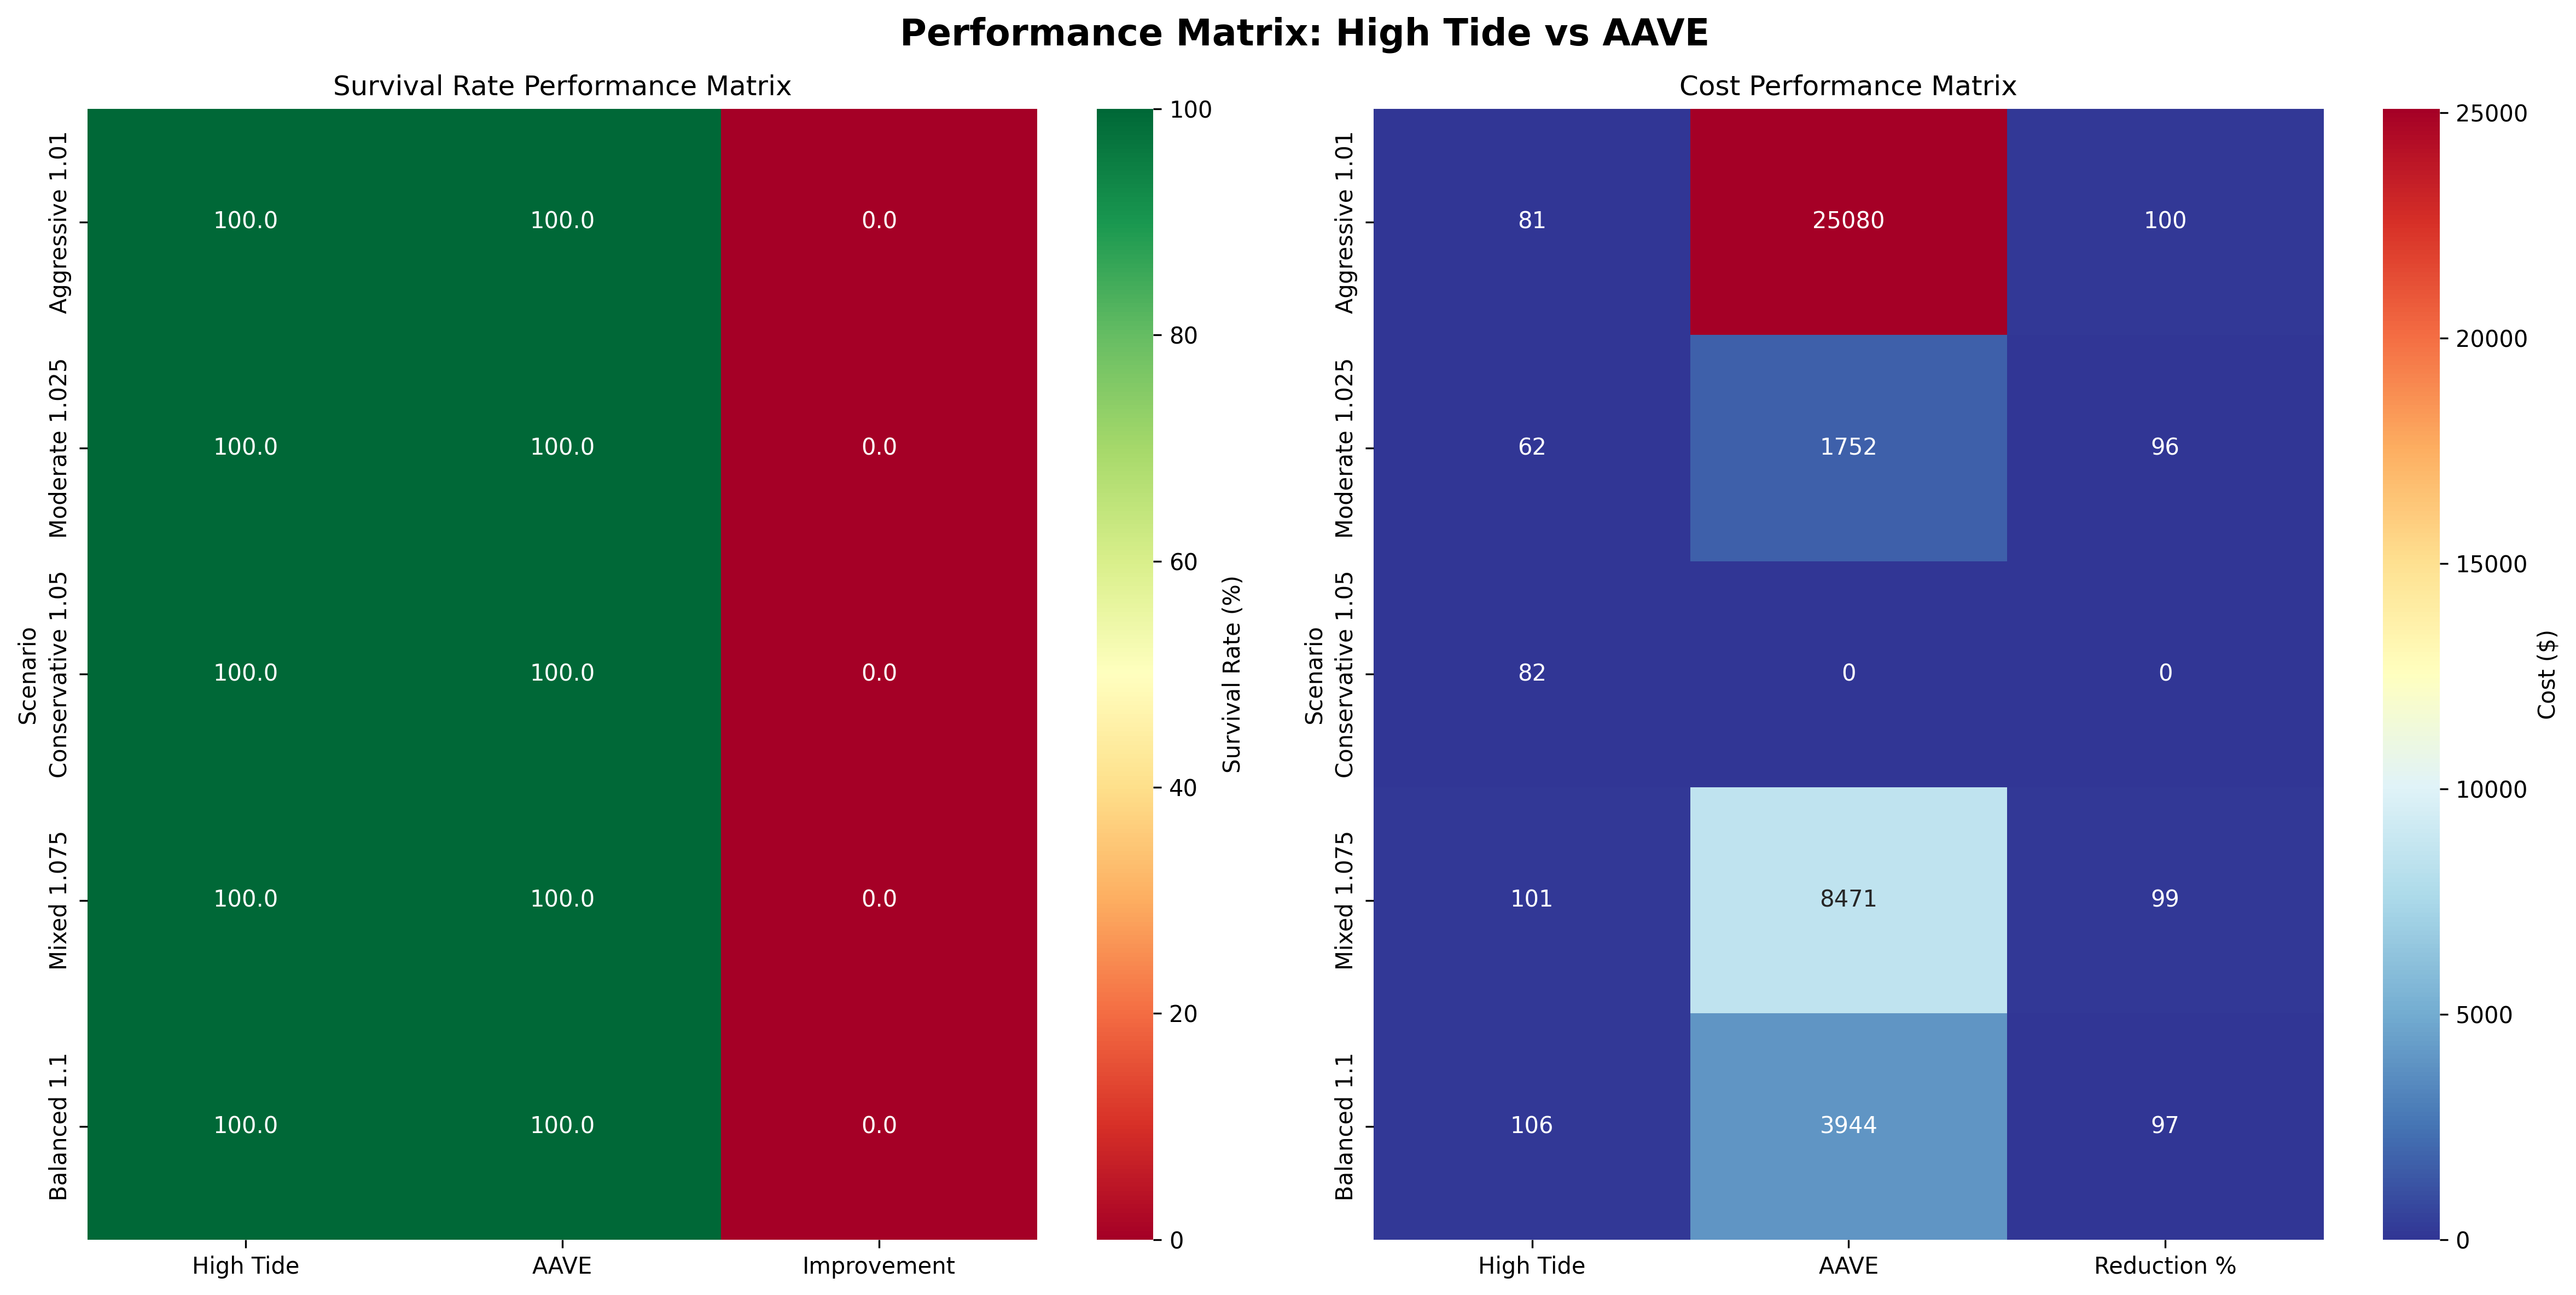 Performance Matrix: High Tide vs AAVE
Survival Rate Performance Matrix
Scenario
Aggressive 1.01
100.0 100.0 0.0
Moderate 1.025
100.0 100.0 0.0
Conservative 1.05
100.0 100.0 0.0
Mixed 1.075
100.0 100.0 0.0
Balanced 1.1
100.0 100.0 0.0
High Tide AAVE Improvement
100
80
60
40
20
0
Survival Rate (%)
Cost Performance Matrix
Scenario
Aggressive 1.01
81 25080 100
Moderate 1.025
62 1752 96
Conservative 1.05
82 0 0
Mixed 1.075
101 8471 99
Balanced 1.1
106 3944 97
High Tide AAVE Reduction %
25000
20000
15000
10000
5000
0
Cost ($)